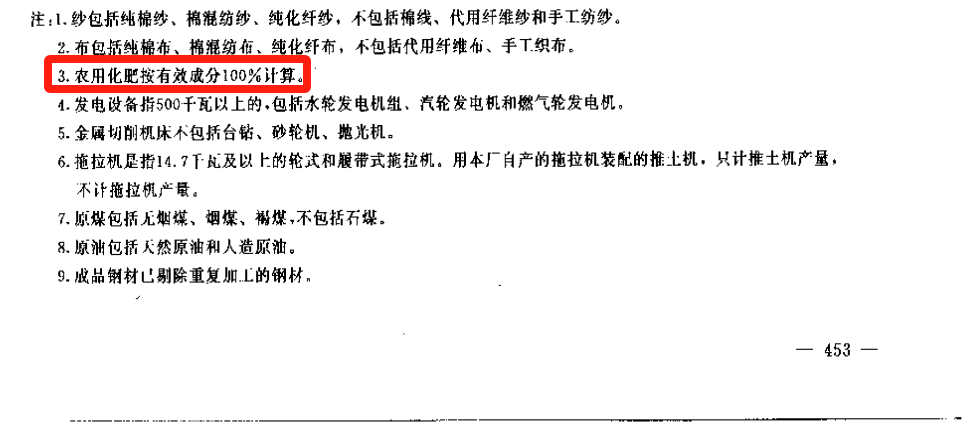 注:1.纱包括纯棉纱、棉混纺纱、纯化纤纱，不包括棉线、代用纤维纱和手工纺纱。
2.布包括纯棉布、棉混纺布、纯化纤布，不包括代用纤维布、手工织布。
3.农用化肥按有效成分100%计算。
4.发电设备指500千瓦以上的,包括水轮发电机组、汽轮发电机和燃气轮发电机。
5.金属切削机床不包括台钻、砂轮机、抛光机。
6.拖拉机是指14.7千瓦及以上的轮式和履带式拖拉机。用本厂自产的拖拉机装配的推土机，只计推土机产量，
不计拖拉机产量。
7.原煤包括无烟煤、烟煤、褐煤,不包括石煤。
8.原油包括天然原油和人造原油。
9.成品钢材已剔除重复加工的钢材。
— 453 —